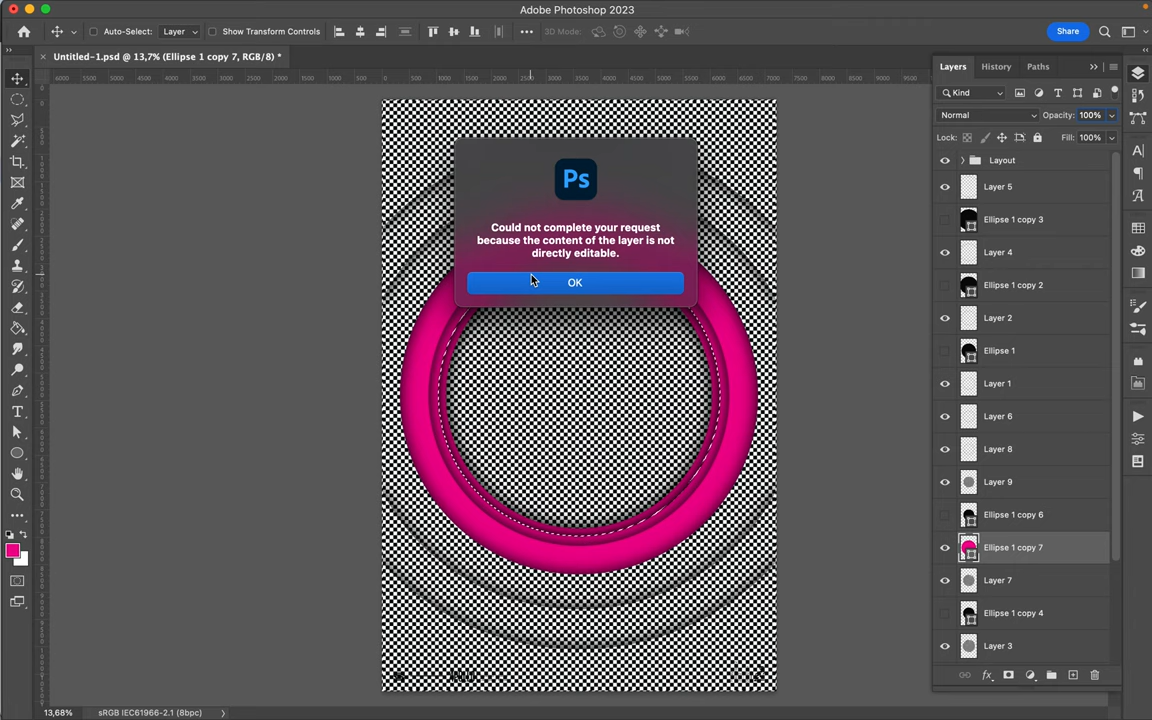 Adobe Photoshop 2023
Auto-Select:
Layer
Show Transform Controls
3D Mode:
Share
Untitled-1.psd @ 13,7% (Ellipse 1 copy 7, RGB/8) *
Layers
History
Paths
Kind
Normal
Opacity:
100%
Lock:
Fill:
100%
Ps
Could not complete your request
because the content of the layer is not
directly editable.
OK
Layout
Layer 5
Ellipse 1 copy 3
Layer 4
Ellipse 1 copy 2
Layer 2
Ellipse 1
Layer 1
Layer 6
Layer 8
Layer 9
Ellipse 1 copy 6
Ellipse 1 copy 7
Layer 7
Ellipse 1 copy 4
Layer 3
13,68%
sRGB IEC61966-2.1 (8bpc)